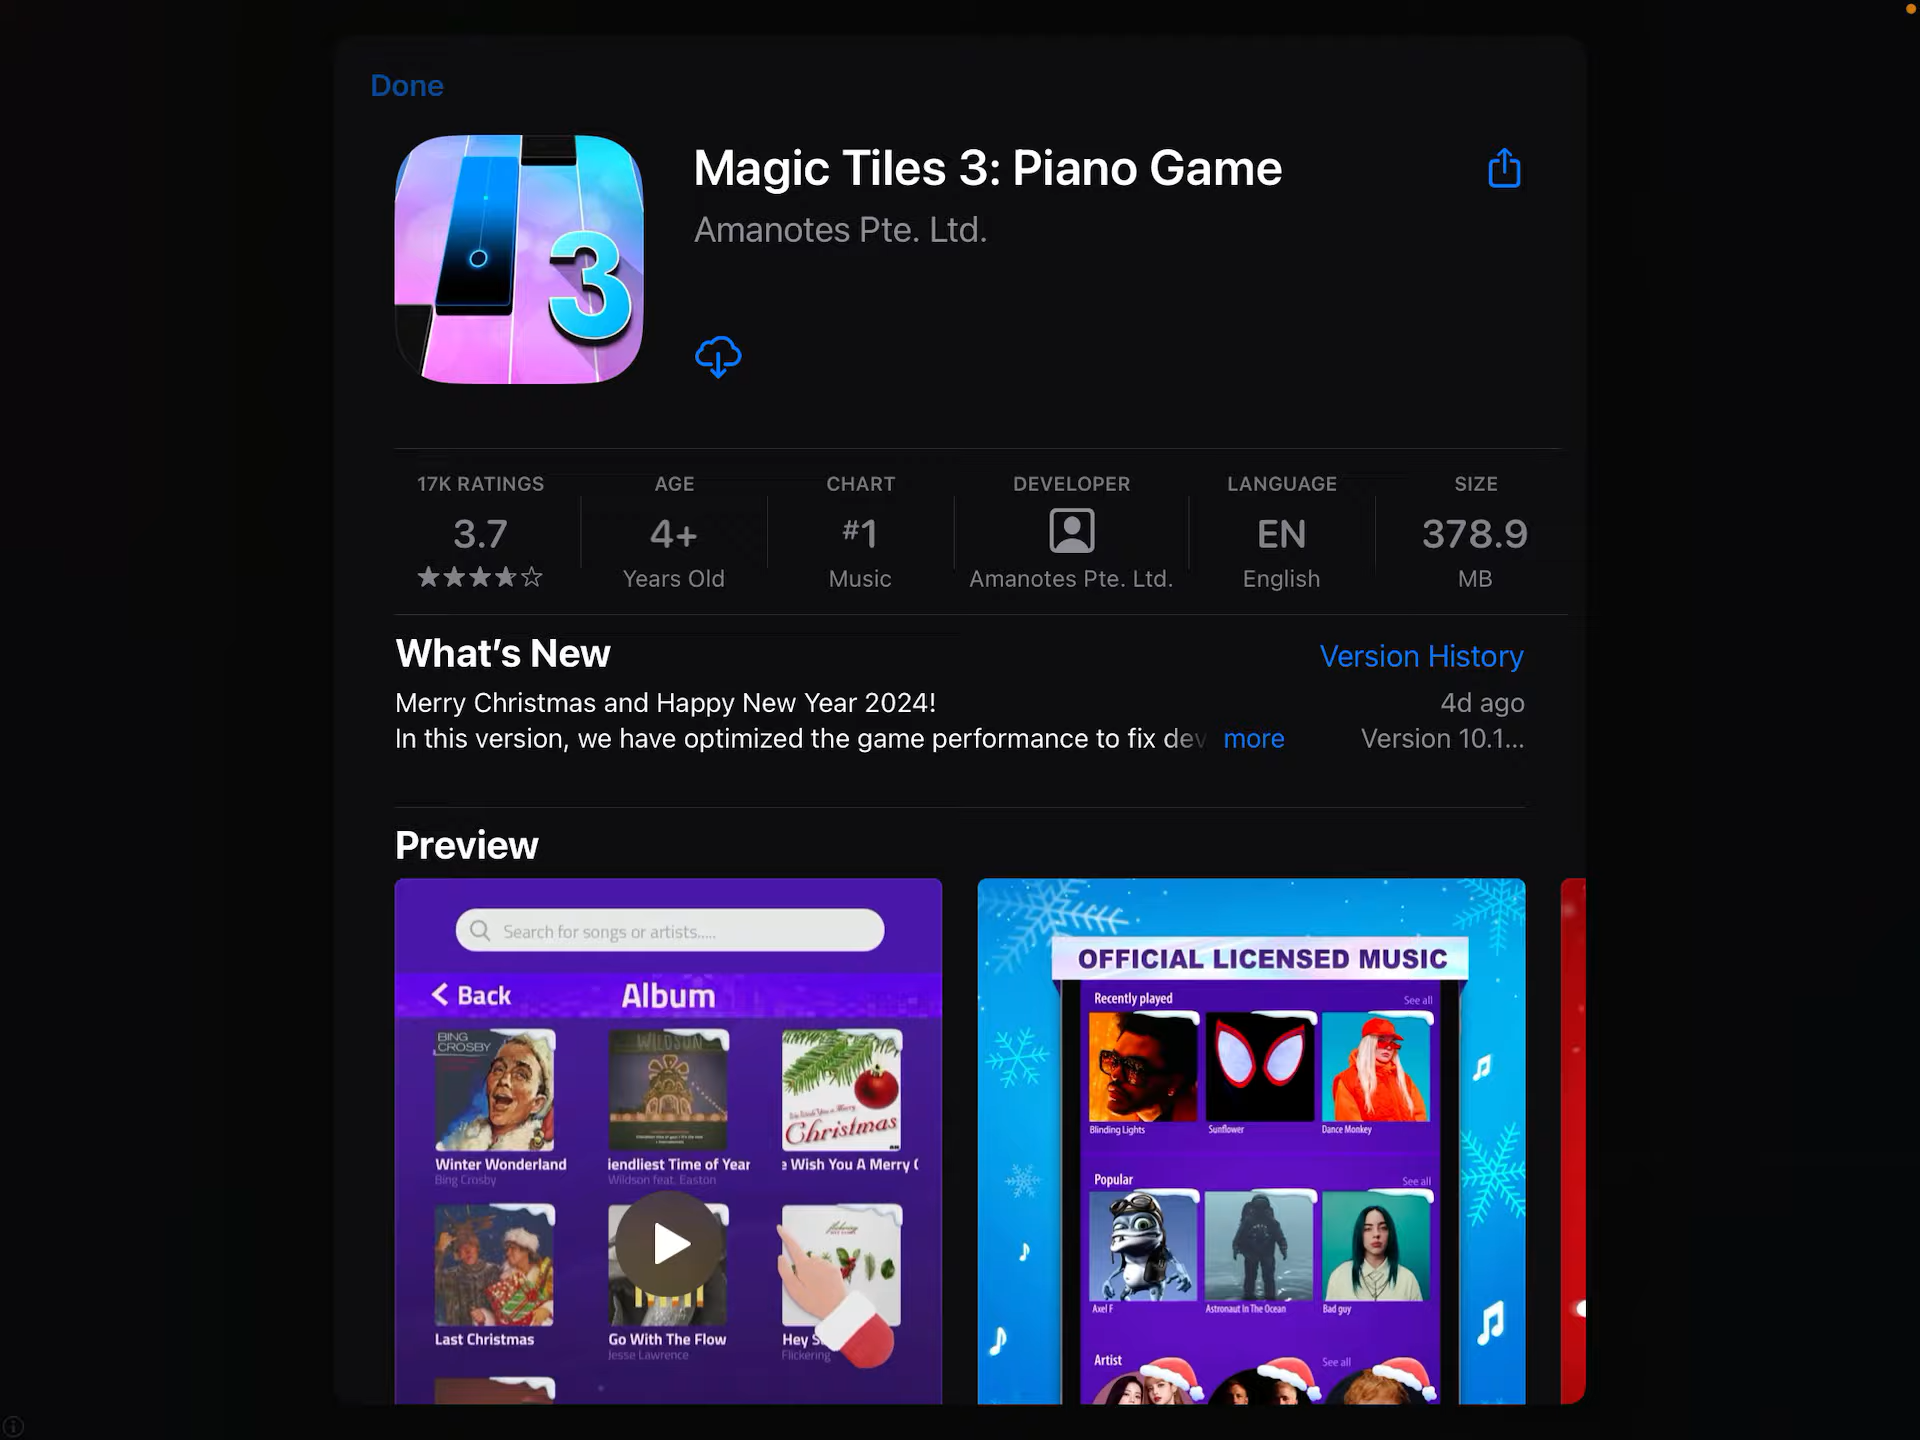 Done
3
Magic Tiles 3: Piano Game
Amanotes Pte. Ltd.
17K RATINGS
3.7
AGE
4+
Years Old
CHART
#1
Music
DEVELOPER
Amanotes Pte. Ltd.
LANGUAGE
EN
English
SIZE
378.9
MB
What's New
Version History
Merry Christmas and Happy New Year 2024!
4d ago
In this version, we have optimized the game performance to fix dev more
Version 10.1...
Preview
Search for songs or artists.....
Back
Album
BING
CROSBY
WILDSON
Christmas
Winter Wonderland
Bing Crosby
iendliest Time of Year
Wildson feat. Easton
e Wish You A Merry
Last Christmas
Go With The Flow
Jesse Lawrence
Hey
Flickering
OFFICIAL LICENSED MUSIC
Recently played
See all
Blinding Lights
Sunflower
Dance Monkey
Popular
See all
Axel F
Astronaut In The Ocean
Bad guy
Artist
See all